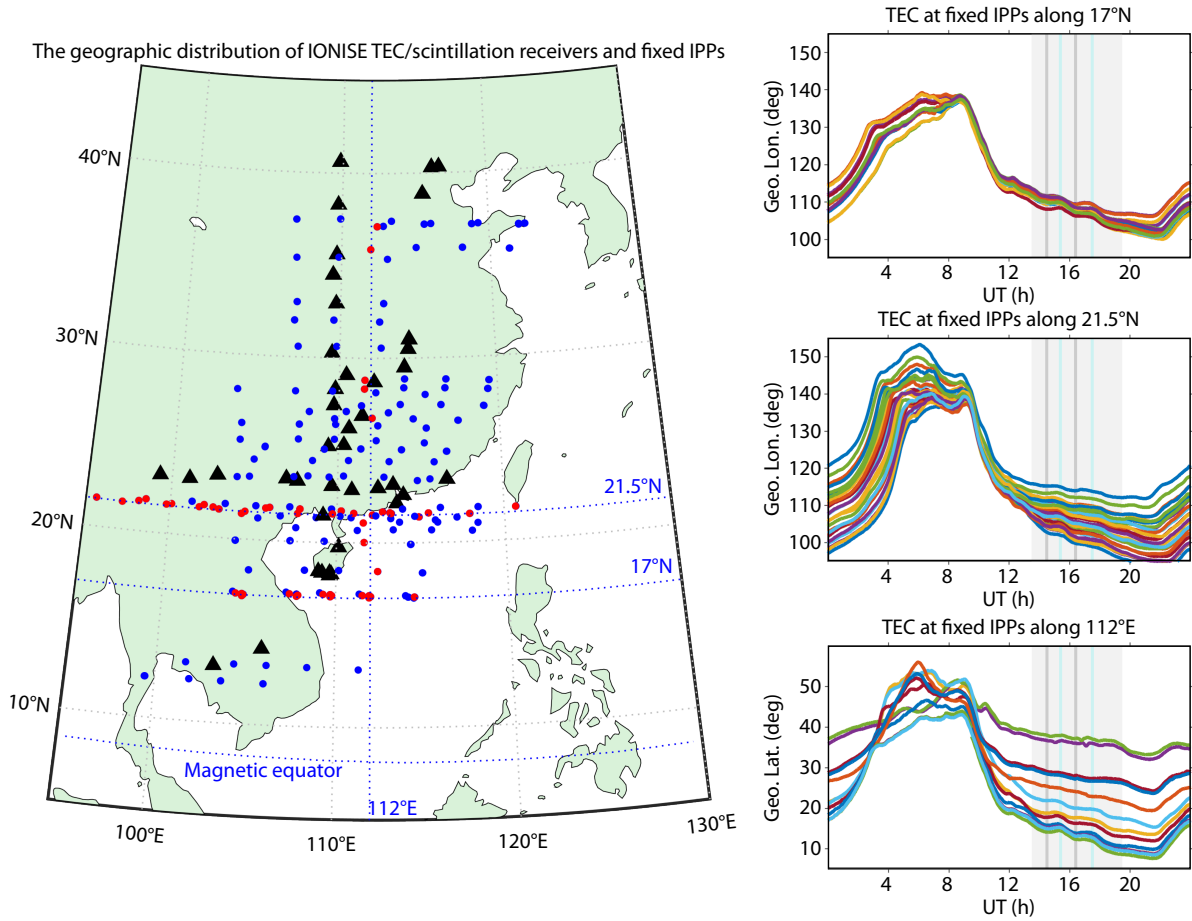 The geographic distribution of IONISE TEC/scintillation receivers and fixed IPPs
40°N
30°N
20°N
10°N
21.5°N
17°N
Magnetic equator
112°E
100°E
110°E
120°E
130°E
TEC at fixed IPPs along 17°N
Geo. Lon. (deg)
150
140
130
120
110
100
4 8 12 16 20
UT (h)
TEC at fixed IPPs along 21.5°N
Geo. Lon. (deg)
150
140
130
120
110
100
4 8 12 16 20
UT (h)
TEC at fixed IPPs along 112°E
Geo. Lat. (deg)
50
40
30
20
10
4 8 12 16 20
UT (h)